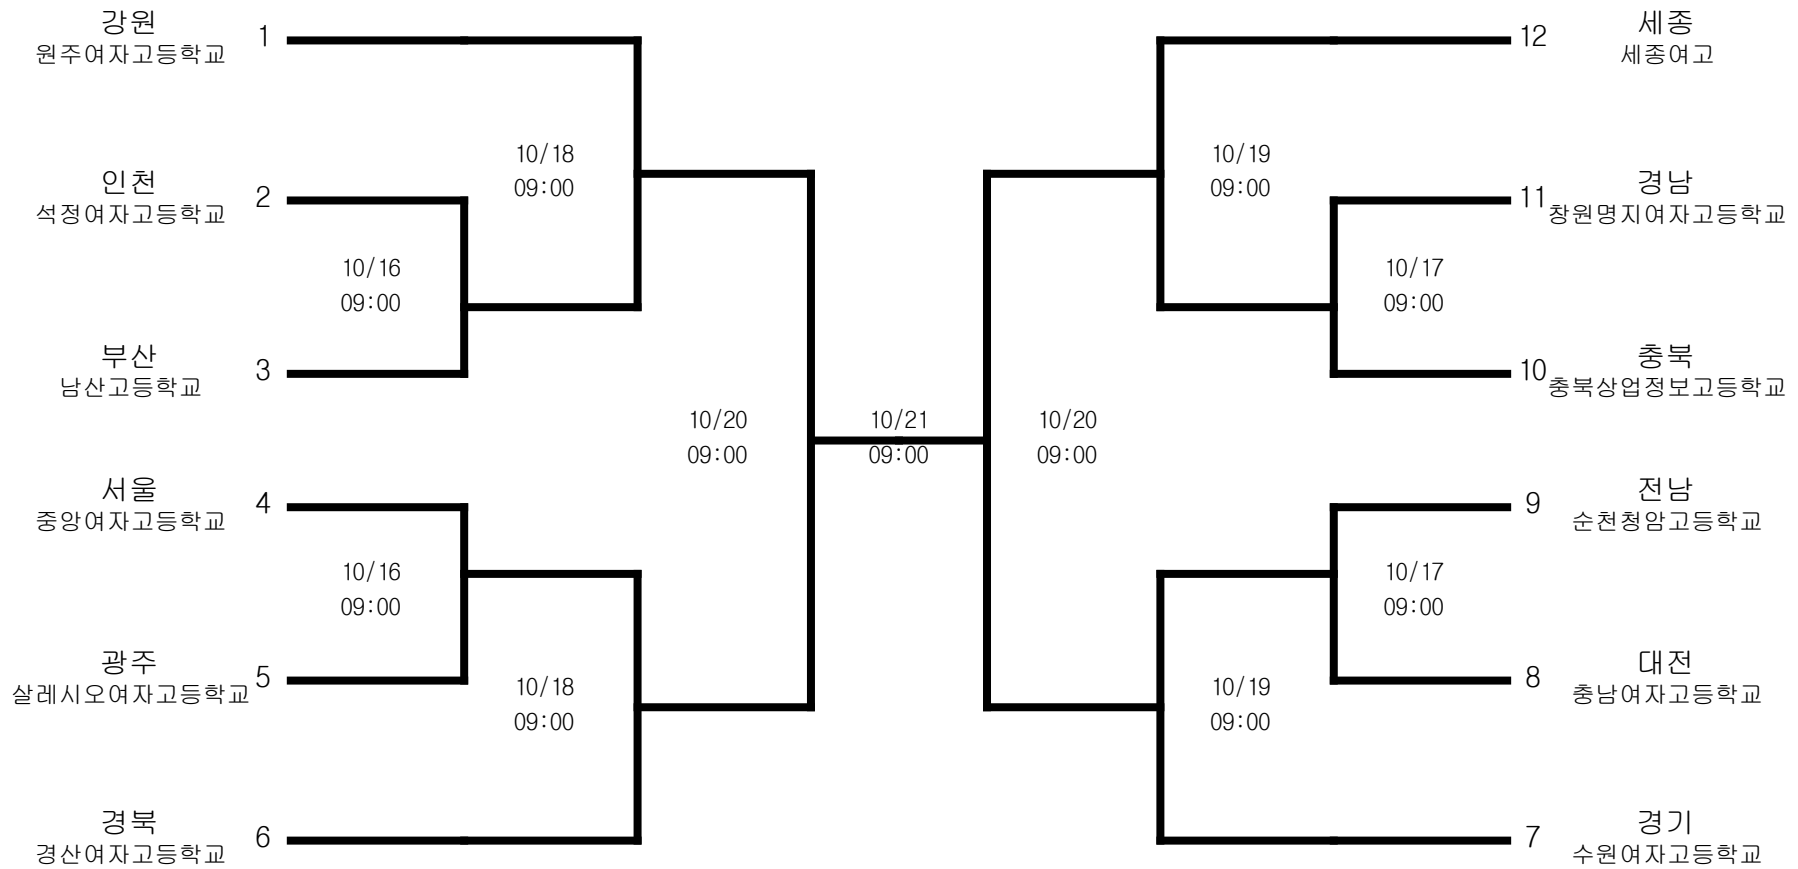 강원
원주여자고등학교
1
인천
석정여자고등학교
2
부산
남산고등학교
3
서울
중앙여자고등학교
4
광주
살레시오여자고등학교
5
경북
경산여자고등학교
6
10/16
09:00
10/16
09:00
10/18
09:00
10/18
09:00
10/20
09:00
10/21
09:00
10/20
09:00
10/19
09:00
10/19
09:00
10/17
09:00
10/17
09:00
12
세종
세종여고
11
경남
창원명지여자고등학교
10
충북
충북상업정보고등학교
9
전남
순천청암고등학교
8
대전
충남여자고등학교
7
경기
수원여자고등학교